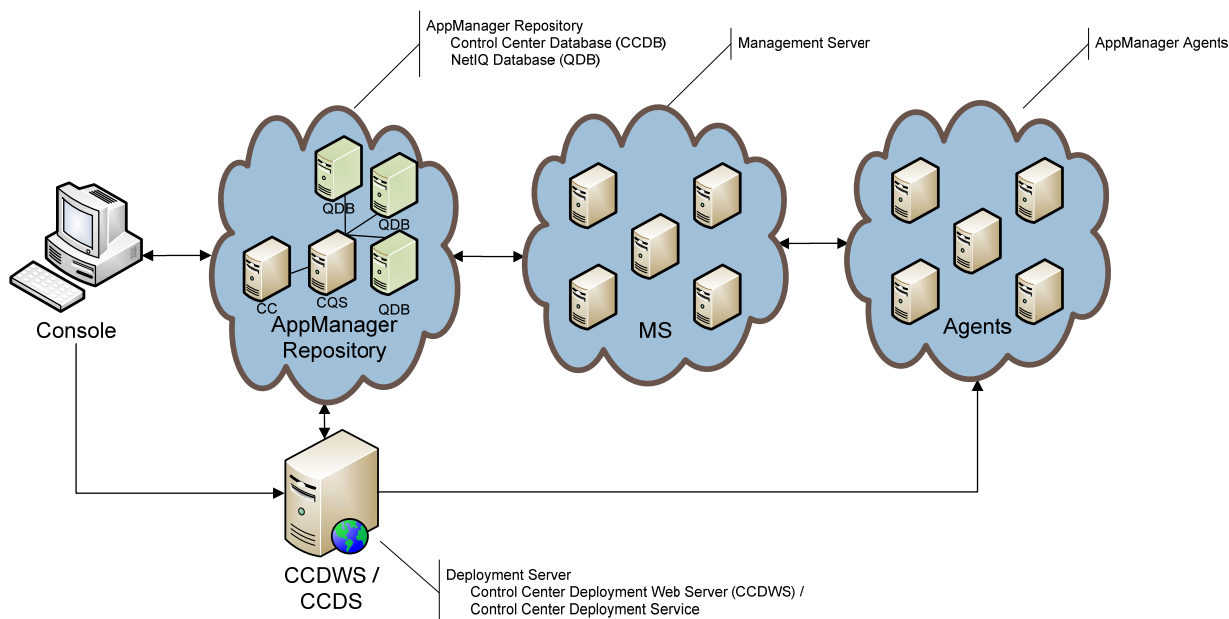 AppManager Repository
Control Center Database (CCDB)
NetIQ Database (QDB)
Management Server
AppManager Agents
QDB
QDB
CC
CQS
QDB
AppManager
Repository
Console
MS
Agents
CCDWS /
CCDS
Deployment Server
Control Center Deployment Web Server (CCDWS) /
Control Center Deployment Service